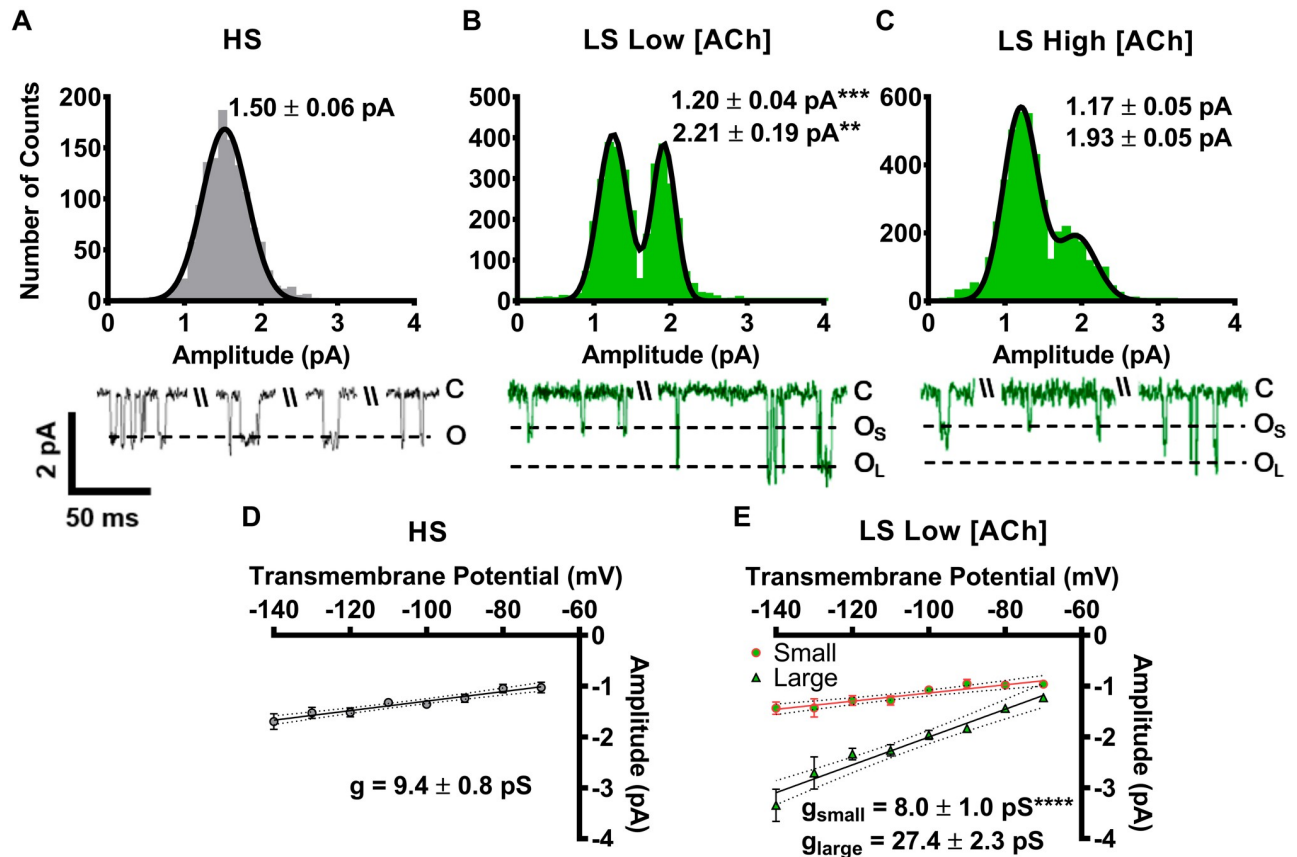 A
HS
Number of Counts
200
150
100
50
0
1.50 ± 0.06 pA
0 1 2 3 4
Amplitude (pA)
C
O
2 pA
50 ms
B
LS Low [ACh]
500
400
300
200
100
0
1.20 ± 0.04 pA***
2.21 ± 0.19 pA**
0 1 2 3 4
Amplitude (pA)
C
OS
OL
C
LS High [ACh]
600
400
200
0
1.17 ± 0.05 pA
1.93 ± 0.05 pA
0 1 2 3 4
Amplitude (pA)
C
OS
OL
D
HS
Transmembrane Potential (mV)
-140 -120 -100 -80 -60
0
-1
-2
-3
-4
Amplitude (pA)
g = 9.4 ± 0.8 pS
E
LS Low [ACh]
Transmembrane Potential (mV)
-140 -120 -100 -80 -60
Small
Large
0
-1
-2
-3
-4
Amplitude (pA)
gsmall = 8.0 ± 1.0 pS****
glarge = 27.4 ± 2.3 pS